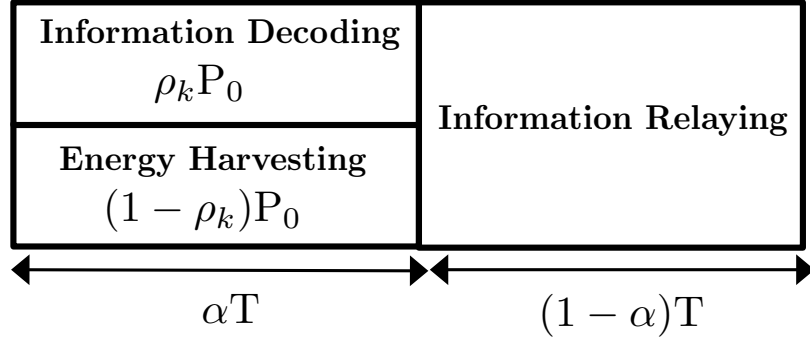 Information Decoding
ρₖP₀
Energy Harvesting
(1 − ρₖ)P₀
Information Relaying
αT
(1 − α)T